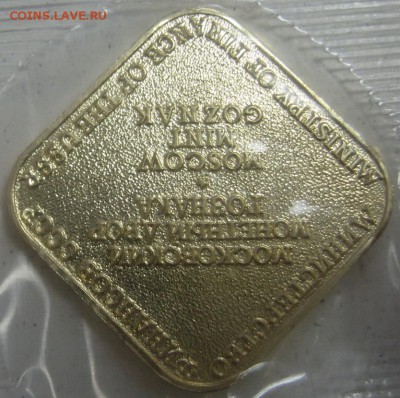 COINS.LAVE.RU
МИНИСТЕРСТВО ФИНАНСОВ СССР
МОСКОВСКИЙ
МОНЕТНЫЙ ДВОР
ГОЗНАКА
MOSCOW
MINT
GOZNAK
MINISTRY OF FINANCE OF THE USSR